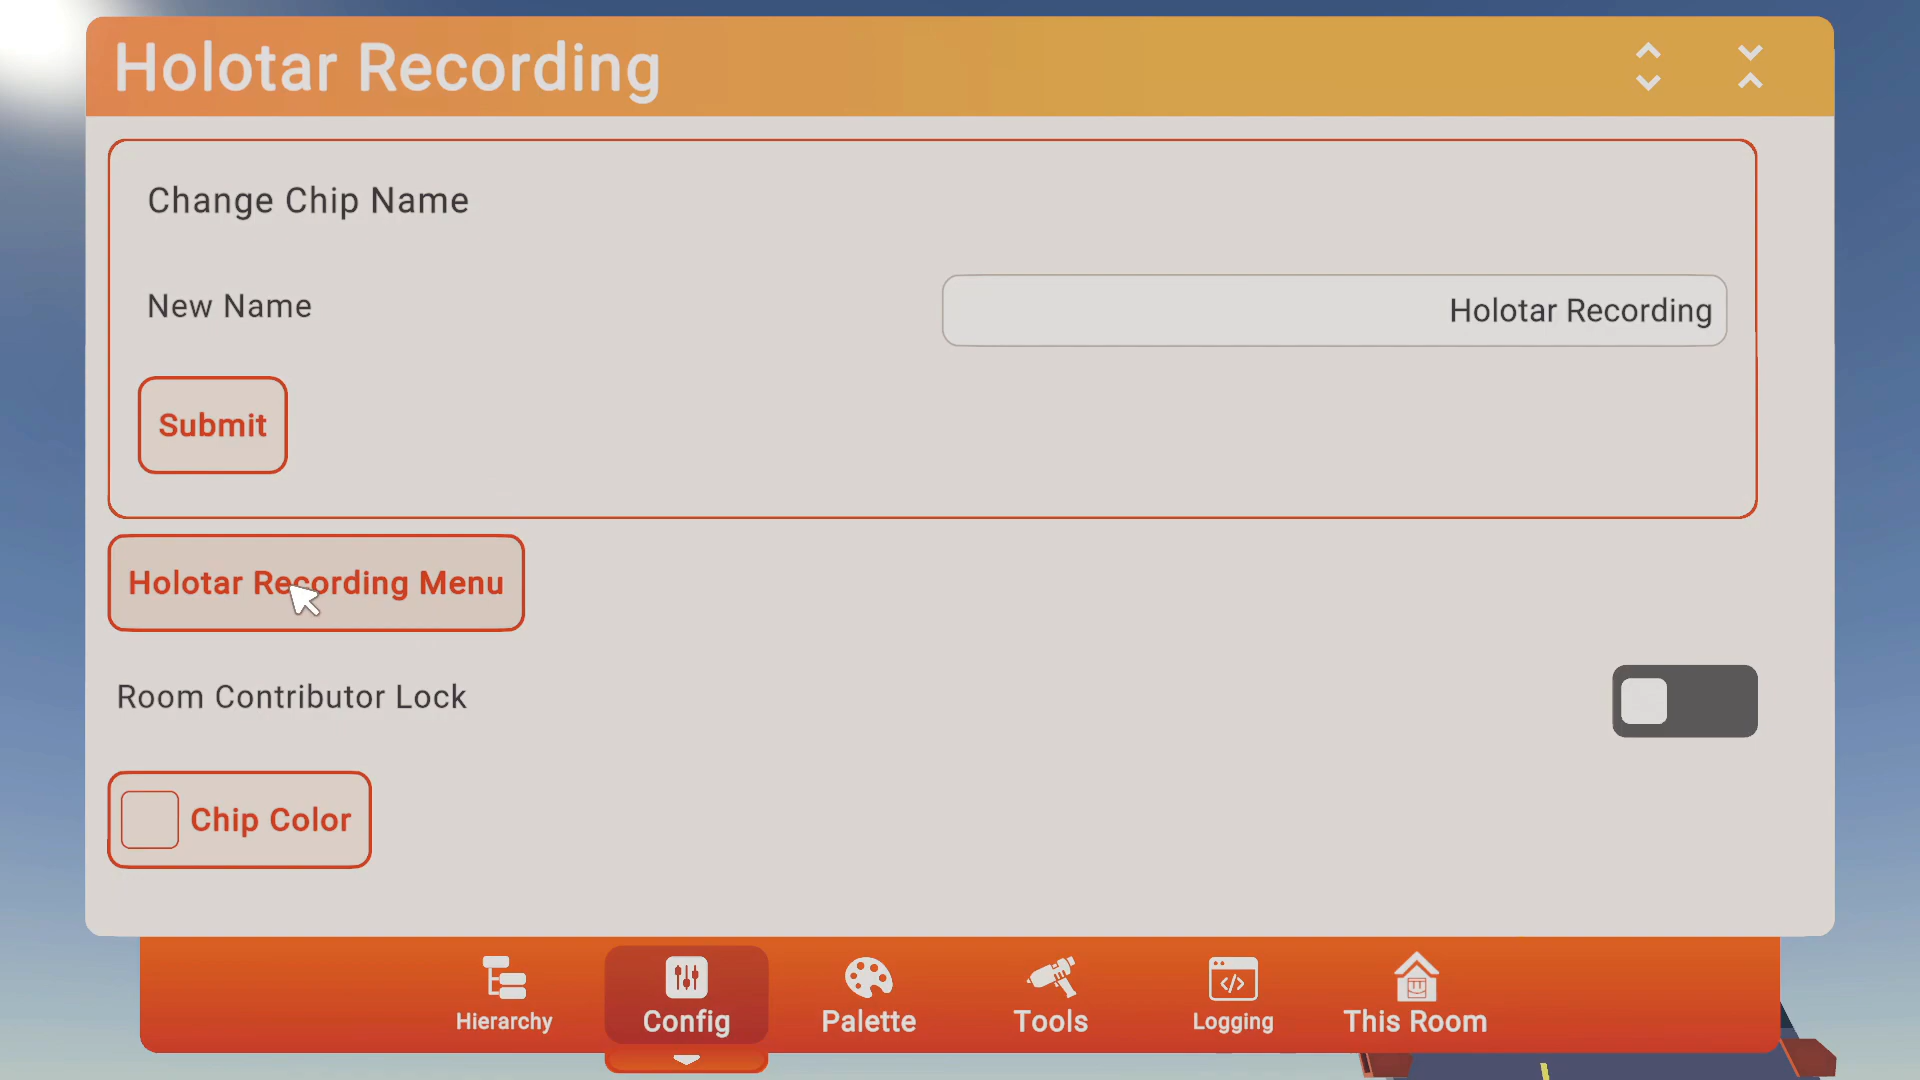 Holotar Recording
Change Chip Name
New Name
Holotar Recording
Submit
Holotar Recording Menu
Room Contributor Lock
Chip Color
Hierarchy
Config
Palette
Tools
Logging
This Room